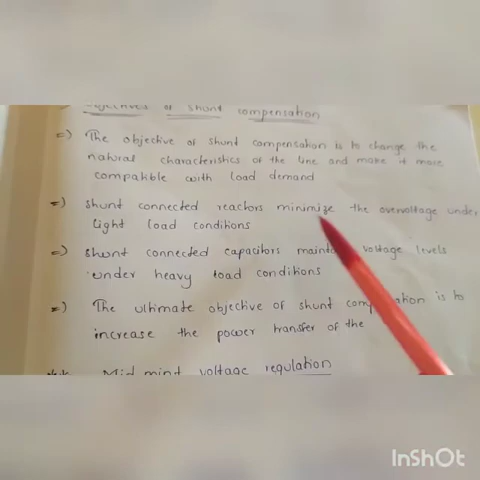 Objectives of shunt compensation
=) The objective of shunt compensation is to change the
natural characteristics of the line and make it more
compatible with load demand
=) shunt connected reactors minimize the overvoltage under
light load conditions
=) shunt connected capacitors voltage levels
under heavy load conditions
=) The ultimate objective of shunt is to
increase the power transfer of the
Mid voltage regulation
InShOt